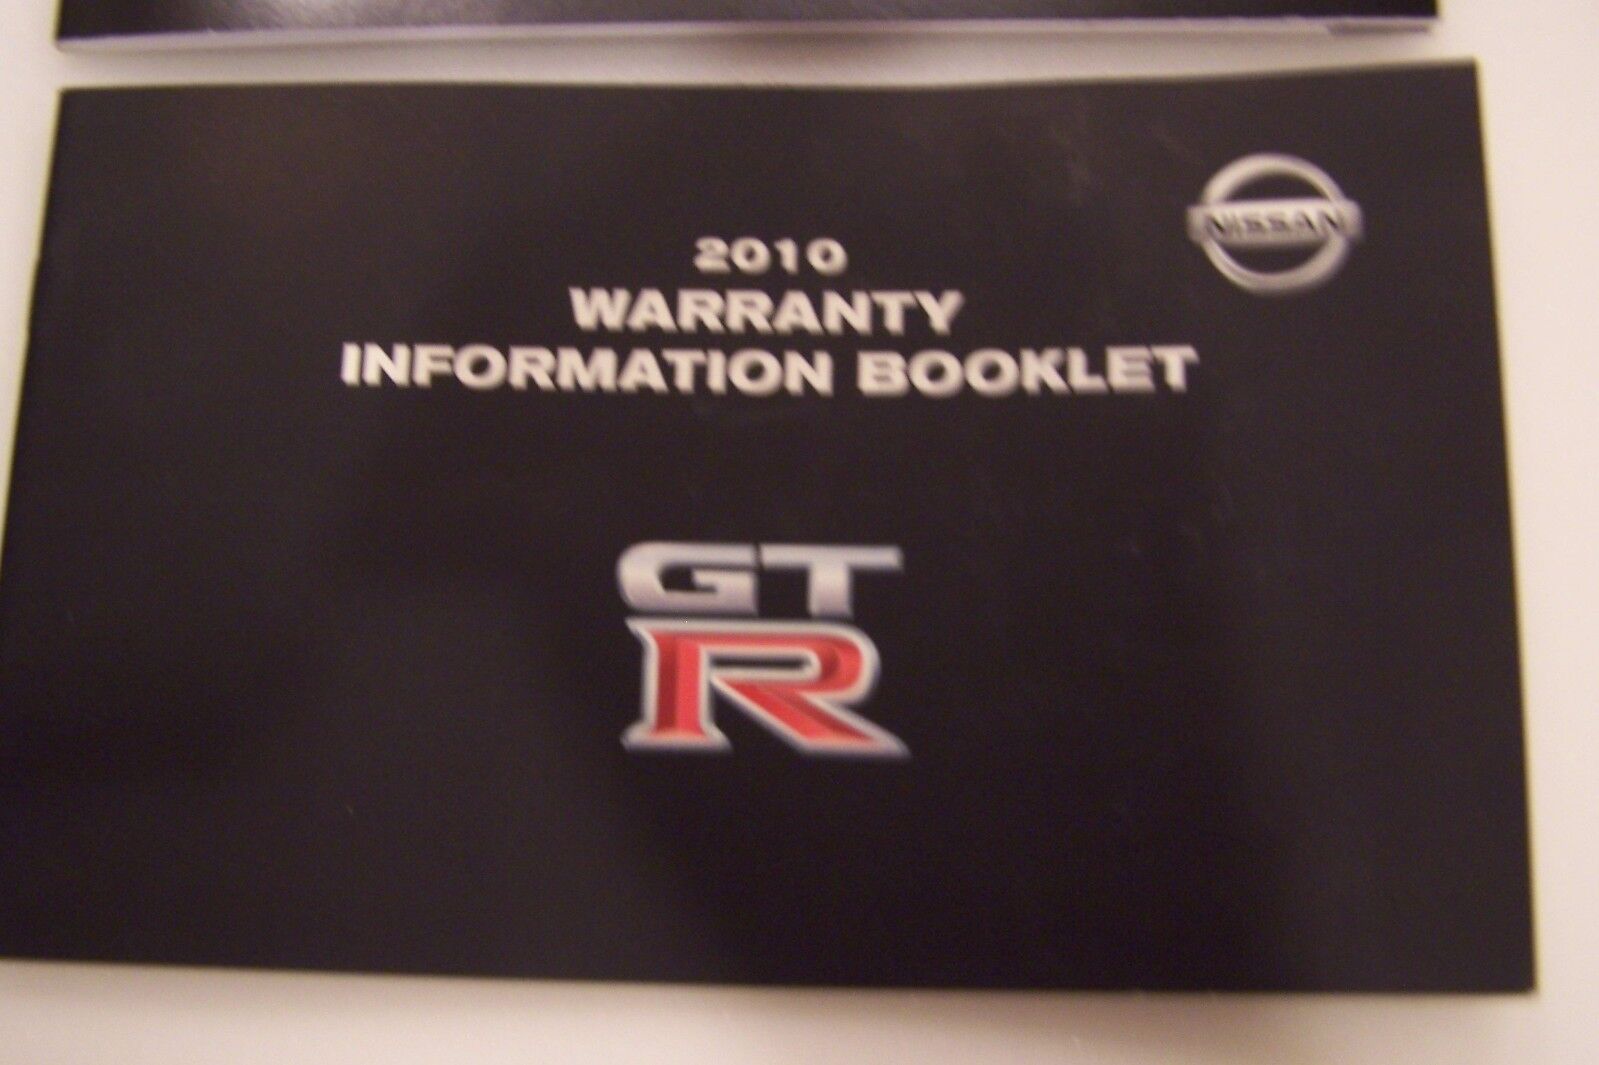 NISSAN
2010
WARRANTY
INFORMATION BOOKLET
GT
R